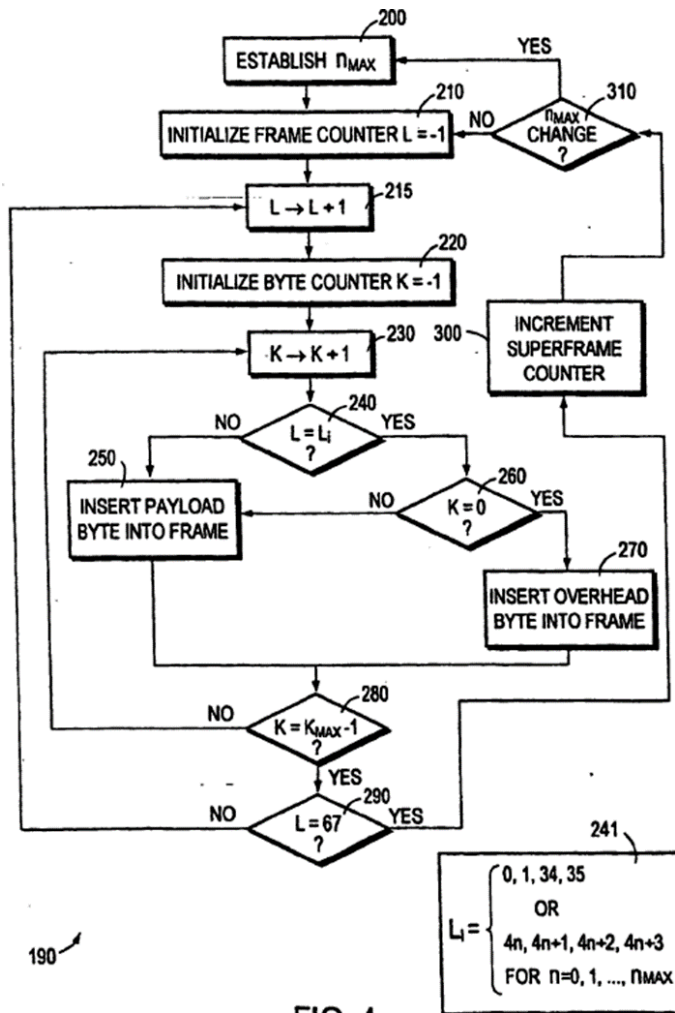 200
ESTABLISH nMAX
YES
210
310
INITIALIZE FRAME COUNTER L = -1
NO
nMAX
CHANGE
?
215
L → L + 1
220
INITIALIZE BYTE COUNTER K = -1
230
K → K + 1
300
INCREMENT
SUPERFRAME
COUNTER
240
NO
L = Li
?
YES
250
INSERT PAYLOAD
BYTE INTO FRAME
260
NO
K = 0
?
YES
270
INSERT OVERHEAD
BYTE INTO FRAME
280
NO
K = KMAX -1
?
YES
290
NO
L = 67
?
YES
241
Li =
0, 1, 34, 35
OR
4n, 4n+1, 4n+2, 4n+3
FOR n=0, 1, ..., nMAX
190